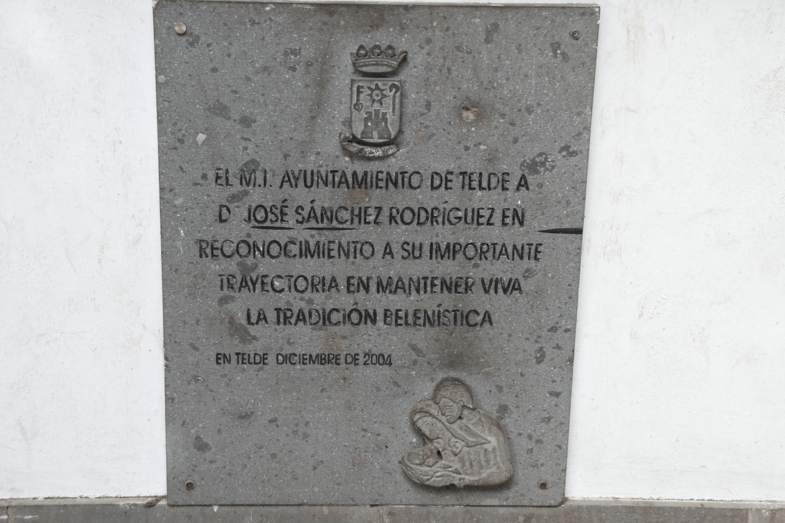 EL M.I. AYUNTAMIENTO DE TELDE A
D. JOSÉ SÁNCHEZ RODRÍGUEZ EN
RECONOCIMIENTO A SU IMPORTANTE
TRAYECTORIA EN MANTENER VIVA
LA TRADICIÓN BELENÍSTICA
EN TELDE DICIEMBRE DE 2004